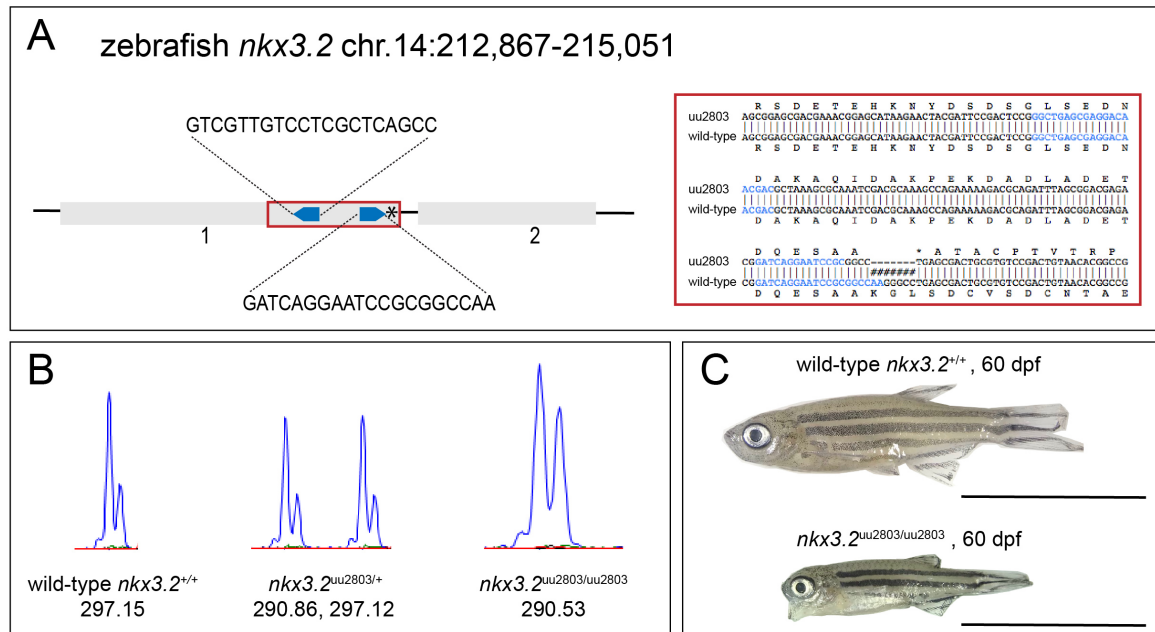 A
zebrafish nkx3.2 chr.14:212,867-215,051
GTCGTTGTCCTCGCTCAGCC
*
1
2
GATCAGGAATCCGCGGCCAA
R S D E T E H K N Y D S D S G L S E D N
uu2803 AGCGGAGCGACGAAACGGAGCATAAGAACTACGATTCCGACTCCGGGCTGAGCGAGGACA
wild-type AGCGGAGCGACGAAACGGAGCATAAGAACTACGATTCCGACTCCGGGCTGAGCGAGGACA
R S D E T E H K N Y D S D S G L S E D N
D A K A Q I D A K P E K D A D L A D E T
uu2803 ACGACGCTAAAGCGCAAATCGACGCAAAGCCAGAAAAAGACGCAGATTTAGCGGACGAGA
wild-type ACGACGCTAAAGCGCAAATCGACGCAAAGCCAGAAAAAGACGCAGATTTAGCGGACGAGA
D A K A Q I D A K P E K D A D L A D E T
D Q E S A A * A T A C P T V T R P
uu2803 CGGATCAGGAATCCGCGGCC-------TGAGCGACTGCGTGTCCGACTGTAACACGGCCG
#######
wild-type CGGATCAGGAATCCGCGGCCAAGGGCCTGAGCGACTGCGTGTCCGACTGTAACACGGCCG
D Q E S A A K G L S D C V S D C N T A E
B
wild-type nkx3.2+/+
297.15
nkx3.2uu2803/+
290.86, 297.12
nkx3.2uu2803/uu2803
290.53
C
wild-type nkx3.2+/+ , 60 dpf
nkx3.2uu2803/uu2803 , 60 dpf